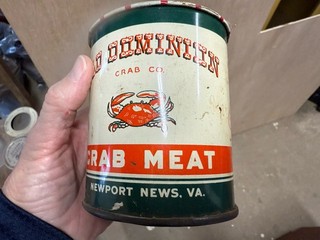 DOMINION
CRAB CO.
CRAB MEAT
NEWPORT NEWS, VA.